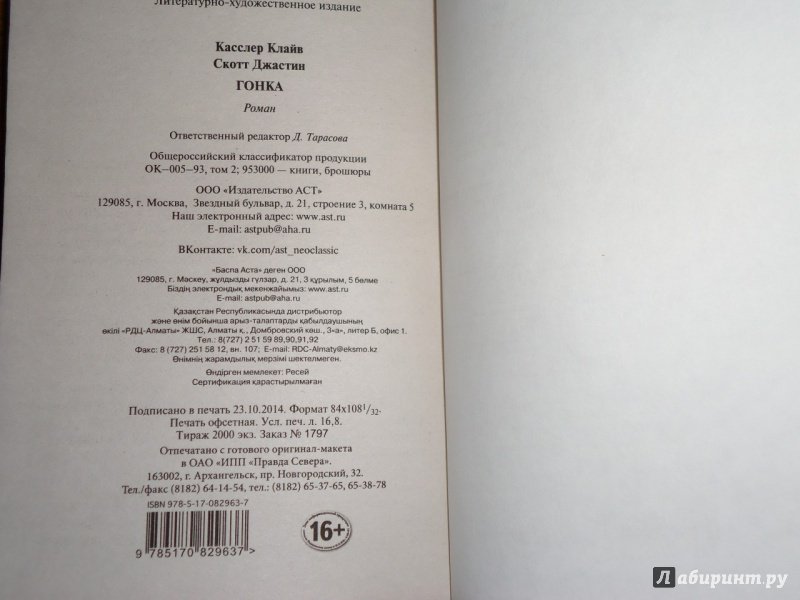 Литературно-художественное издание
Касслер Клайв
Скотт Джастин
ГОНКА
Роман
Ответственный редактор Д. Тарасова
Общероссийский классификатор продукции
ОК—005—93, том 2; 953000 — книги, брошюры
ООО «Издательство АСТ»
129085, г. Москва, Звездный бульвар, д. 21, строение 3, комната 5
Наш электронный адрес: www.ast.ru
E-mail: astpub@aha.ru
ВКонтакте: vk.com/ast_neoclassic
«Баспа Аста» деген ООО
129085, г. Мәскеу, жұлдызды гүлзар, д. 21, 3 құрылым, 5 бөлме
Біздің электрондық мекенжайымыз: www.ast.ru
E-mail: astpub@aha.ru
Қазақстан Республикасында дистрибьютор
және өнім бойынша арыз-талаптарды қабылдаушының
өкілі «РДЦ-Алматы» ЖШС, Алматы қ., Домбровский көш., 3«а», литер Б, офис 1.
Тел.: 8(727) 2 51 59 89,90,91,92
Факс: 8 (727) 251 58 12, вн. 107; E-mail: RDC-Almaty@eksmo.kz
Өнімнің жарамдылық мерзімі шектелмеген.
Өндірген мемлекет: Ресей
Сертификация қарастырылмаған
Подписано в печать 23.10.2014. Формат 84x108 1/32.
Печать офсетная. Усл. печ. л. 16,8.
Тираж 2000 экз. Заказ № 1797
Отпечатано с готового оригинал-макета
в ОАО «ИПП «Правда Севера».
163002, г. Архангельск, пр. Новгородский, 32.
Тел./факс (8182) 64-14-54, тел.: (8182) 65-37-65, 65-38-78
ISBN 978-5-17-082963-7
9 785170 829637>
16+
Лабиринт.ру